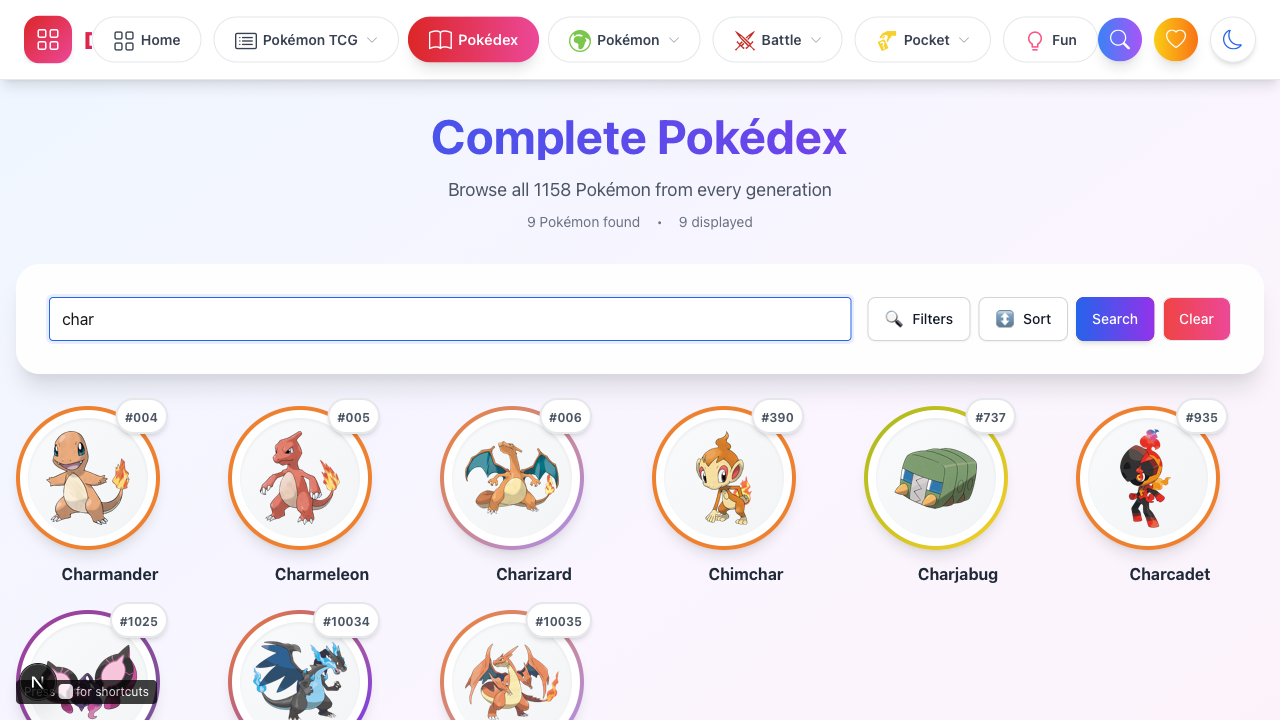 Home
Pokémon TCG
Pokédex
Pokémon
Battle
Pocket
Fun
Complete Pokédex
Browse all 1158 Pokémon from every generation
9 Pokémon found • 9 displayed
char
Filters
Sort
Search
Clear
#004
#005
#006
#390
#737
#935
Charmander
Charmeleon
Charizard
Chimchar
Charjabug
Charcadet
#1025
#10034
#10035
N
Press for shortcuts